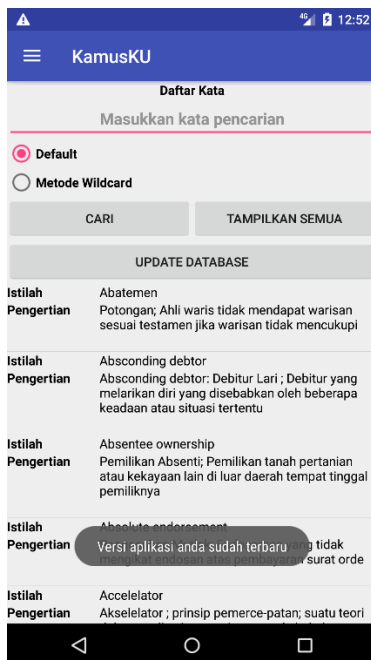 4G 12:52
KamusKU
Daftar Kata
Masukkan kata pencarian
Default
Metode Wildcard
CARI TAMPILKAN SEMUA
UPDATE DATABASE
Istilah Abatemen
Pengertian Potongan; Ahli waris tidak mendapat warisan
sesuai testamen jika warisan tidak mencukupi
Istilah Absconding debtor
Pengertian Absconding debtor: Debitur Lari ; Debitur yang
melarikan diri yang disebabkan oleh beberapa
keadaan atau situasi tertentu
Istilah Absentee ownership
Pengertian Pemilikan Absenti; Pemilikan tanah pertanian
atau kekayaan lain di luar daerah tempat tinggal
pemiliknya
Istilah Absolute endorsement
Pengertian yang tidak
mengikat endosan atas pembayaran surat orde
Versi aplikasi anda sudah terbaru
Istilah Accelelator
Pengertian Akselelator ; prinsip pemerce-patan; suatu teori